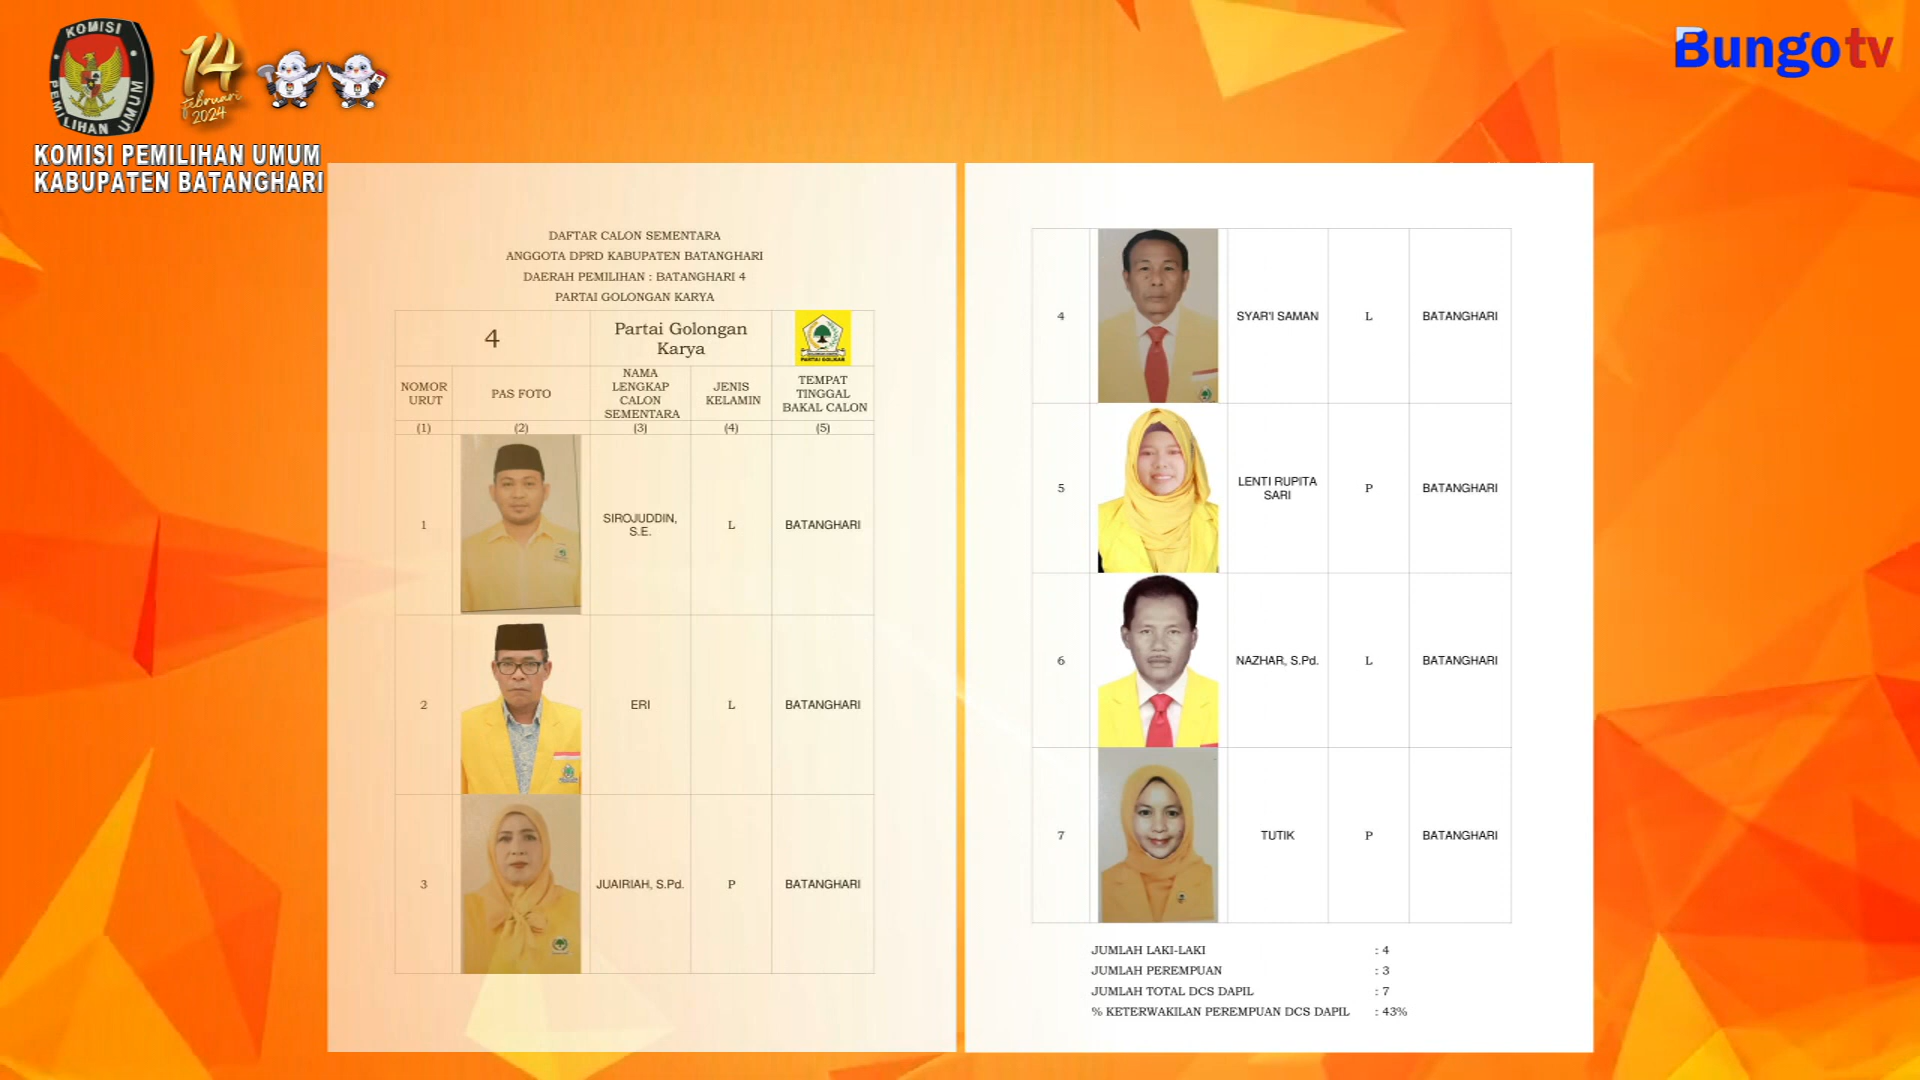 KOMISI
PEMILIHAN UMUM
14
Februari
2024
KOMISI PEMILIHAN UMUM
KABUPATEN BATANGHARI
Bungo tv
DAFTAR CALON SEMENTARA
ANGGOTA DPRD KABUPATEN BATANGHARI
DAERAH PEMILIHAN : BATANGHARI 4
PARTAI GOLONGAN KARYA
4
Partai Golongan
Karya
PARTAI GOLKAR
NOMOR
URUT
PAS FOTO
NAMA
LENGKAP
CALON
SEMENTARA
JENIS
KELAMIN
TEMPAT
TINGGAL
BAKAL CALON
(1) (2) (3) (4) (5)
1 SIROJUDDIN, L BATANGHARI
S.E.
2 ERI L BATANGHARI
3 JUAIRIAH, S.Pd. P BATANGHARI
4 SYAR'I SAMAN L BATANGHARI
5 LENTI RUPITA P BATANGHARI
SARI
6 NAZHAR, S.Pd. L BATANGHARI
7 TUTIK P BATANGHARI
JUMLAH LAKI-LAKI : 4
JUMLAH PEREMPUAN : 3
JUMLAH TOTAL DCS DAPIL : 7
% KETERWAKILAN PEREMPUAN DCS DAPIL : 43%